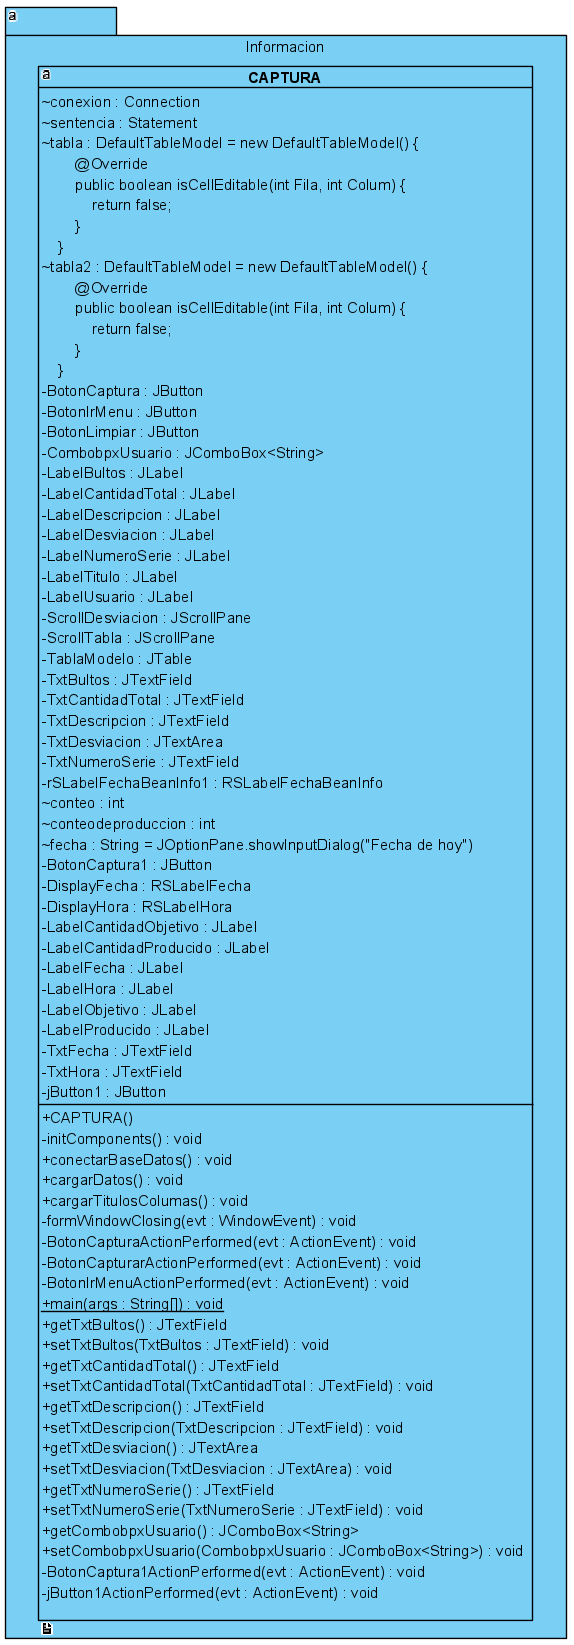 a
Informacion
a
CAPTURA
~conexion : Connection
~sentencia : Statement
~tabla : DefaultTableModel = new DefaultTableModel() {
@Override
public boolean isCellEditable(int Fila, int Colum) {
return false;
}
}
~tabla2 : DefaultTableModel = new DefaultTableModel() {
@Override
public boolean isCellEditable(int Fila, int Colum) {
return false;
}
}
-BotonCaptura : JButton
-BotonIrMenu : JButton
-BotonLimpiar : JButton
-CombobpxUsuario : JComboBox<String>
-LabelBultos : JLabel
-LabelCantidadTotal : JLabel
-LabelDescripcion : JLabel
-LabelDesviacion : JLabel
-LabelNumeroSerie : JLabel
-LabelTitulo : JLabel
-LabelUsuario : JLabel
-ScrollDesviacion : JScrollPane
-ScrollTabla : JScrollPane
-TablaModelo : JTable
-TxtBultos : JTextField
-TxtCantidadTotal : JTextField
-TxtDescripcion : JTextField
-TxtDesviacion : JTextArea
-TxtNumeroSerie : JTextField
-rSLabelFechaBeanInfo1 : RSLabelFechaBeanInfo
~conteo : int
~conteodeproduccion : int
~fecha : String = JOptionPane.showInputDialog("Fecha de hoy")
-BotonCaptura1 : JButton
-DisplayFecha : RSLabelFecha
-DisplayHora : RSLabelHora
-LabelCantidadObjetivo : JLabel
-LabelCantidadProducido : JLabel
-LabelFecha : JLabel
-LabelHora : JLabel
-LabelObjetivo : JLabel
-LabelProducido : JLabel
-TxtFecha : JTextField
-TxtHora : JTextField
-jButton1 : JButton
+CAPTURA()
-initComponents() : void
+conectarBaseDatos() : void
+cargarDatos() : void
+cargarTitulosColumas() : void
-formWindowClosing(evt : WindowEvent) : void
-BotonCapturaActionPerformed(evt : ActionEvent) : void
-BotonCapturarActionPerformed(evt : ActionEvent) : void
-BotonIrMenuActionPerformed(evt : ActionEvent) : void
+main(args : String[]) : void
+getTxtBultos() : JTextField
+setTxtBultos(TxtBultos : JTextField) : void
+getTxtCantidadTotal() : JTextField
+setTxtCantidadTotal(TxtCantidadTotal : JTextField) : void
+getTxtDescripcion() : JTextField
+setTxtDescripcion(TxtDescripcion : JTextField) : void
+getTxtDesviacion() : JTextArea
+setTxtDesviacion(TxtDesviacion : JTextArea) : void
+getTxtNumeroSerie() : JTextField
+setTxtNumeroSerie(TxtNumeroSerie : JTextField) : void
+getCombobpxUsuario() : JComboBox<String>
+setCombobpxUsuario(CombobpxUsuario : JComboBox<String>) : void
-BotonCaptura1ActionPerformed(evt : ActionEvent) : void
-jButton1ActionPerformed(evt : ActionEvent) : void